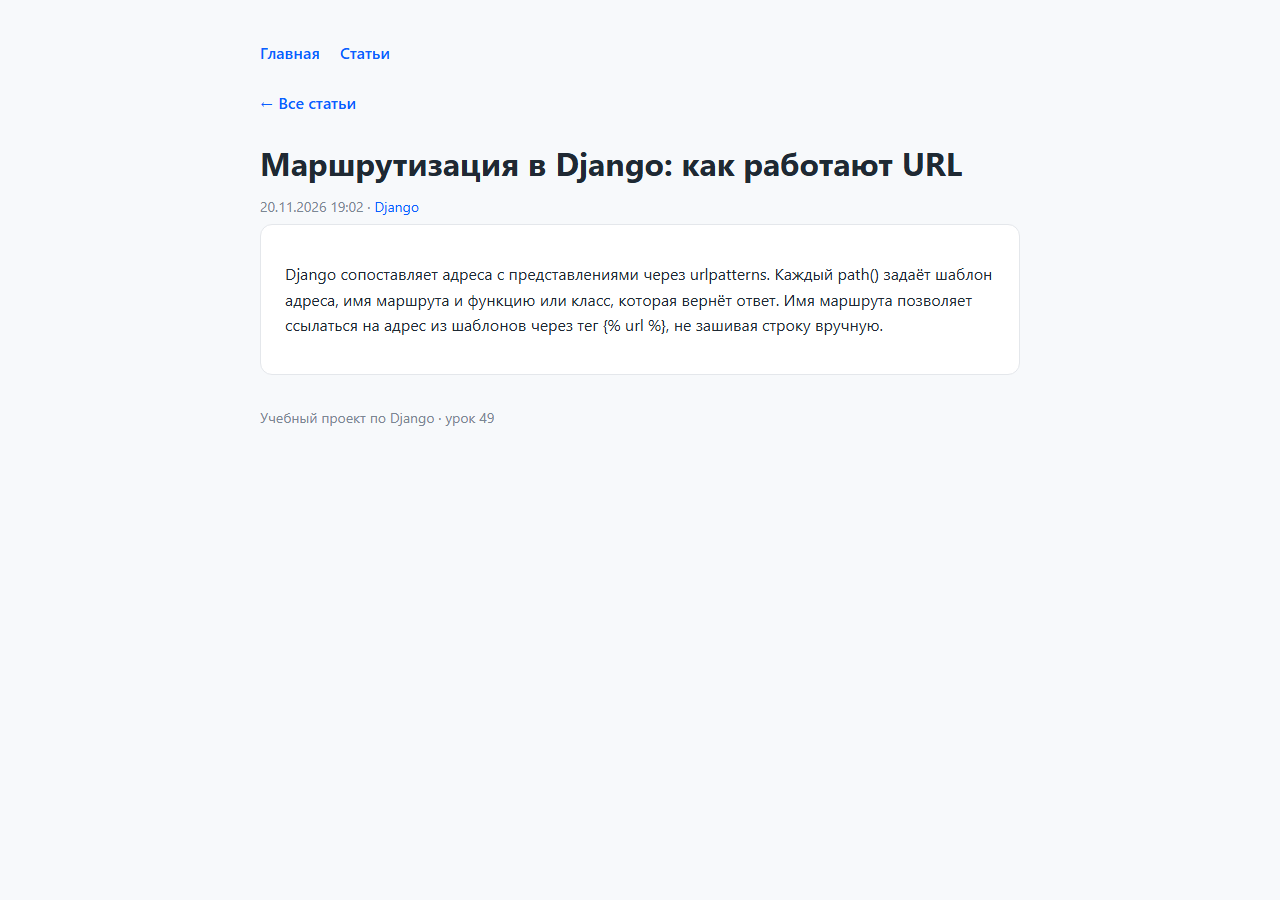 Главная Статьи
← Все статьи
Маршрутизация в Django: как работают URL
20.11.2026 19:02 · Django
Django сопоставляет адреса с представлениями через urlpatterns. Каждый path() задаёт шаблон
адреса, имя маршрута и функцию или класс, которая вернёт ответ. Имя маршрута позволяет
ссылаться на адрес из шаблонов через тег {% url %}, не зашивая строку вручную.
Учебный проект по Django · урок 49